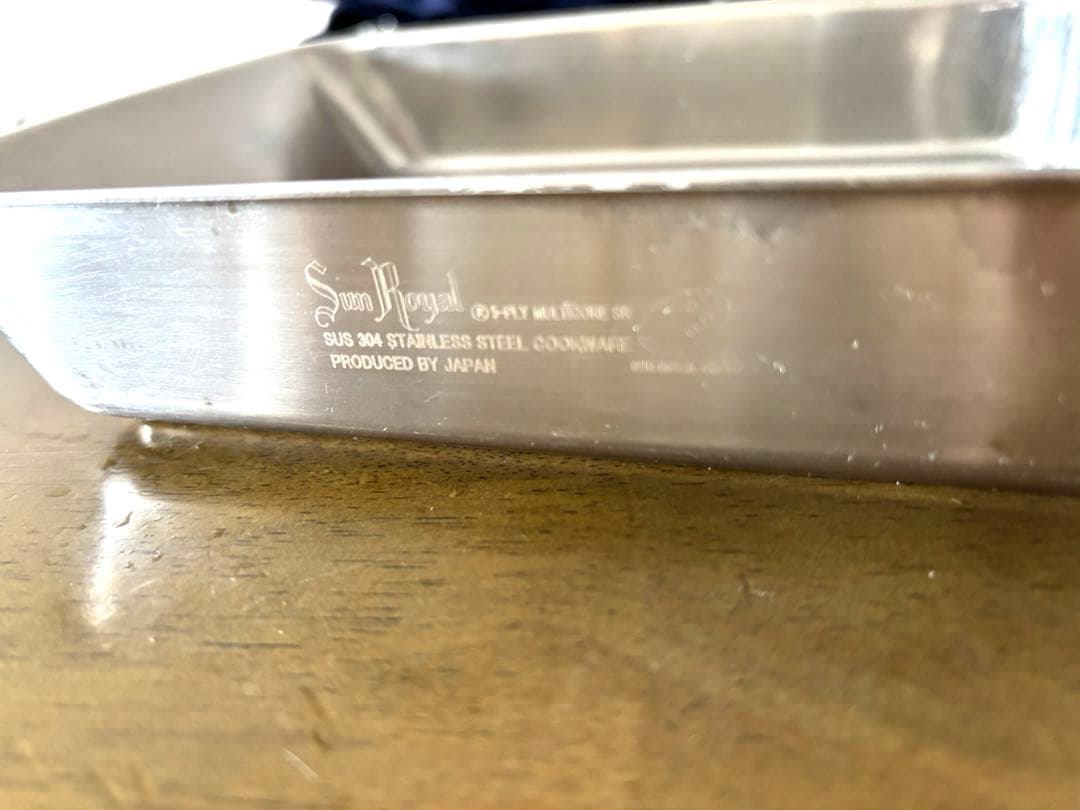 Sun Royal ® 5-PLY MULTICORE SR
SUS 304 STAINLESS STEEL COOKWARE
PRODUCED BY JAPAN